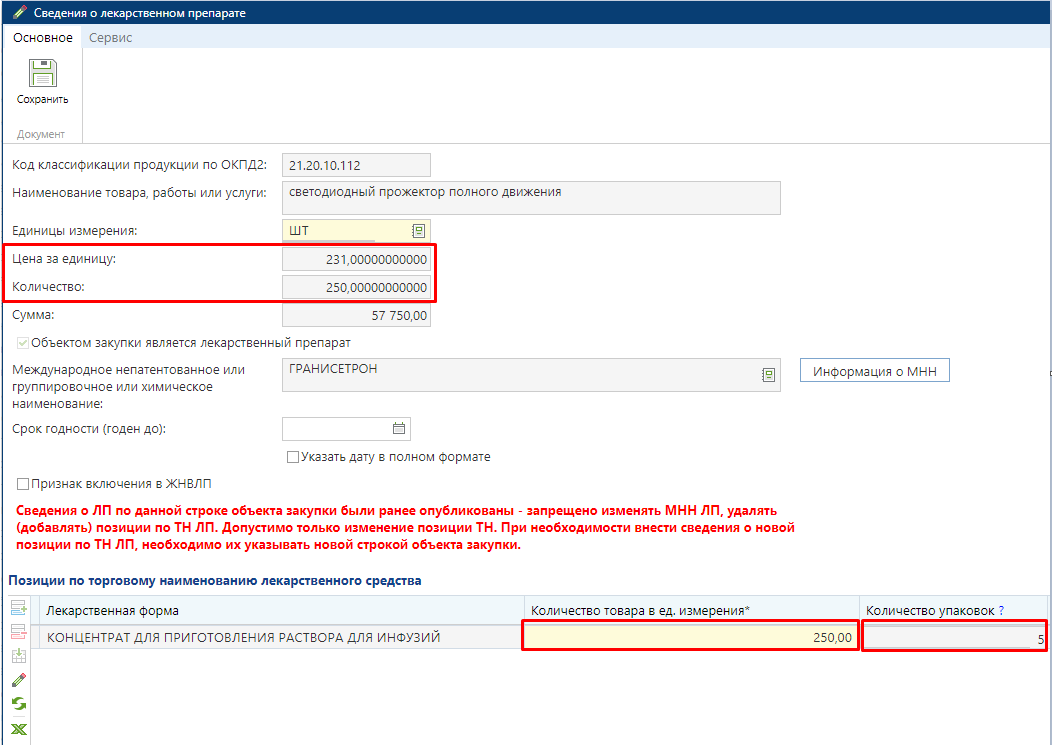 Сведения о лекарственном препарате
Основное Сервис
Сохранить
Документ
Код классификации продукции по ОКПД2: 21.20.10.112
Наименование товара, работы или услуги: светодиодный прожектор полного движения
Единицы измерения: ШТ
Цена за единицу: 231,00000000000
Количество: 250,00000000000
Сумма: 57 750,00
Объектом закупки является лекарственный препарат
Международное непатентованное или
группировочное или химическое
наименование:
ГРАНИСЕТРОН
Информация о МНН
Срок годности (годен до):
Указать дату в полном формате
Признак включения в ЖНВЛП
Сведения о ЛП по данной строке объекта закупки были ранее опубликованы - запрещено изменять МНН ЛП, удалять
(добавлять) позиции по ТН ЛП. Допустимо только изменение позиции ТН. При необходимости внести сведения о новой
позиции по ТН ЛП, необходимо их указывать новой строкой объекта закупки.
Позиции по торговому наименованию лекарственного средства
Лекарственная форма Количество товара в ед. измерения* Количество упаковок ?
КОНЦЕНТРАТ ДЛЯ ПРИГОТОВЛЕНИЯ РАСТВОРА ДЛЯ ИНФУЗИЙ 250,00 5